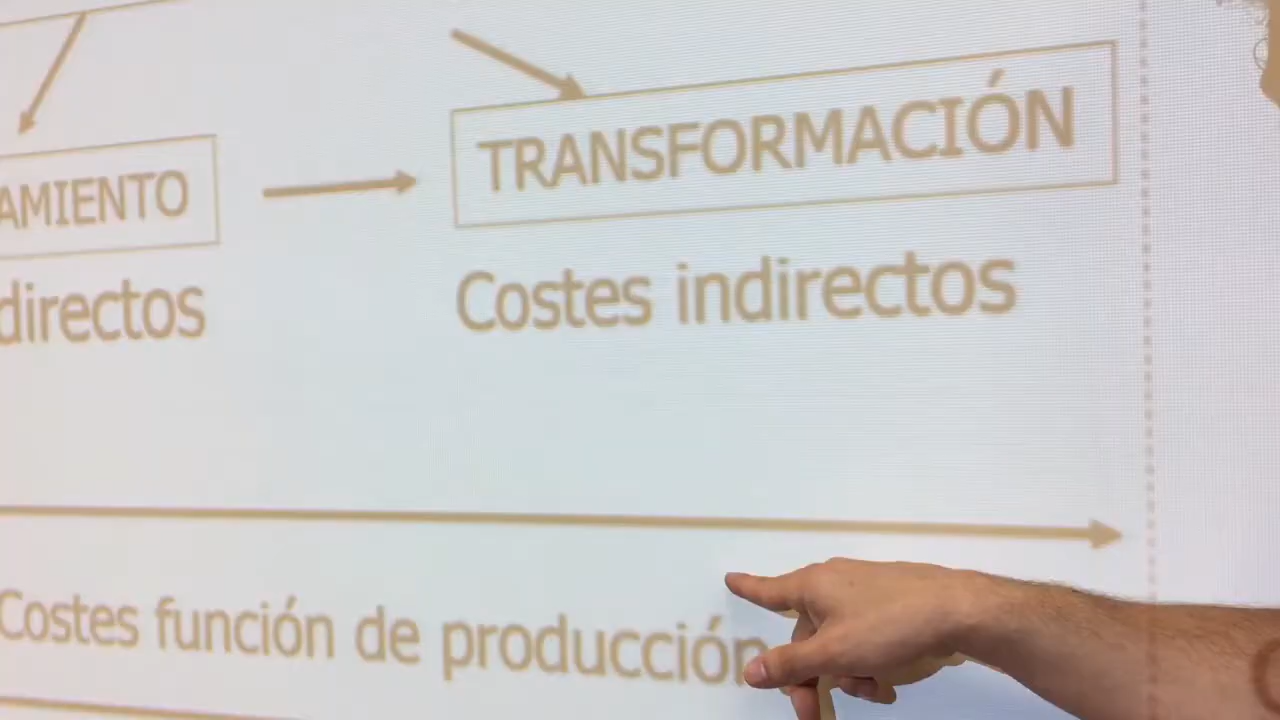 TRANSFORMACIÓN
AMIENTO
directos
Costes indirectos
Costes función de producción